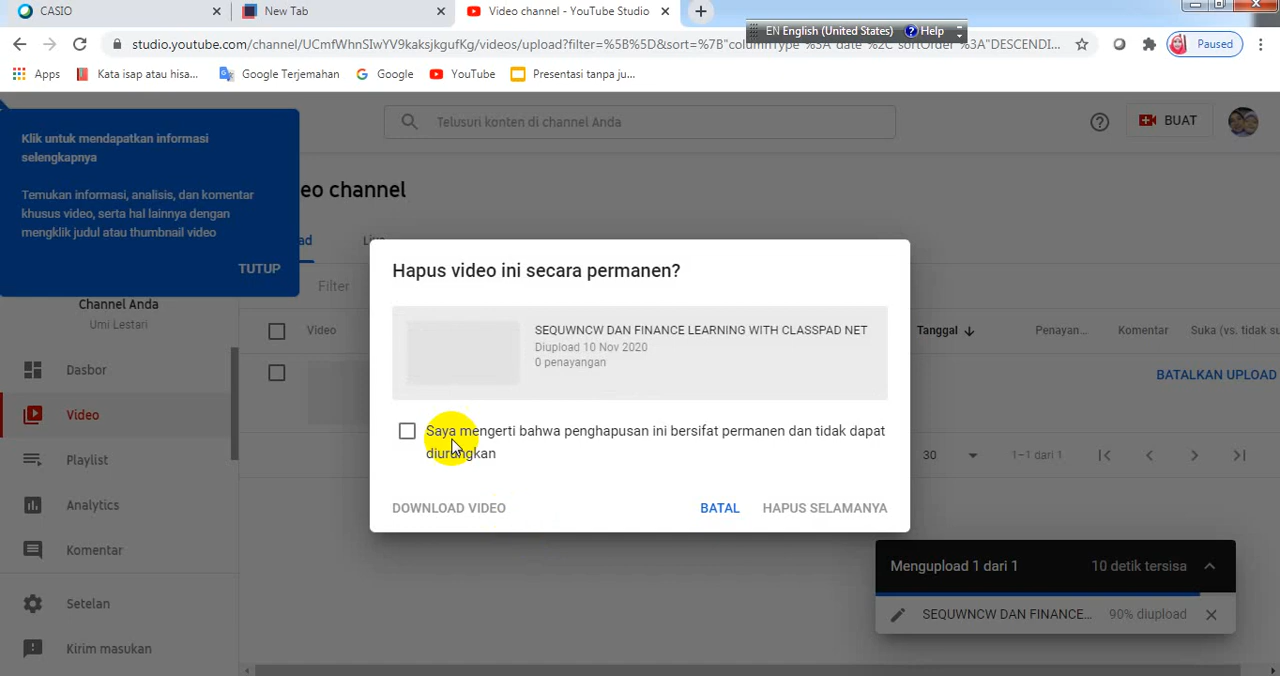 CASIO
New Tab
Video channel - YouTube Studio
EN English (United States)
Help
studio.youtube.com/channel/UCmfWhnSIwYV9kaksjkgufKg/videos/upload?filter=%5B%5D&sort=%7B"columnType"%3A"date"%2C"sortOrder"%3A"DESCENDI...
Paused
Apps
Kata isap atau hisa...
Google Terjemahan
Google
YouTube
Presentasi tanpa ju...
Klik untuk mendapatkan informasi
selengkapnya
Temukan informasi, analisis, dan komentar
khusus video, serta hal lainnya dengan
mengklik judul atau thumbnail video
TUTUP
Telusuri konten di channel Anda
BUAT
eo channel
ad
Li
Filter
Channel Anda
Umi Lestari
Dasbor
Video
Playlist
Analytics
Komentar
Setelan
Kirim masukan
Video
Tanggal
Penayan...
Komentar
Suka (vs. tidak su
BATALKAN UPLOAD
30
1–1 dari 1
Hapus video ini secara permanen?
SEQUWNCW DAN FINANCE LEARNING WITH CLASSPAD NET
Diupload 10 Nov 2020
0 penayangan
Saya mengerti bahwa penghapusan ini bersifat permanen dan tidak dapat
diurungkan
DOWNLOAD VIDEO
BATAL
HAPUS SELAMANYA
Mengupload 1 dari 1
10 detik tersisa
SEQUWNCW DAN FINANCE...
90% diupload